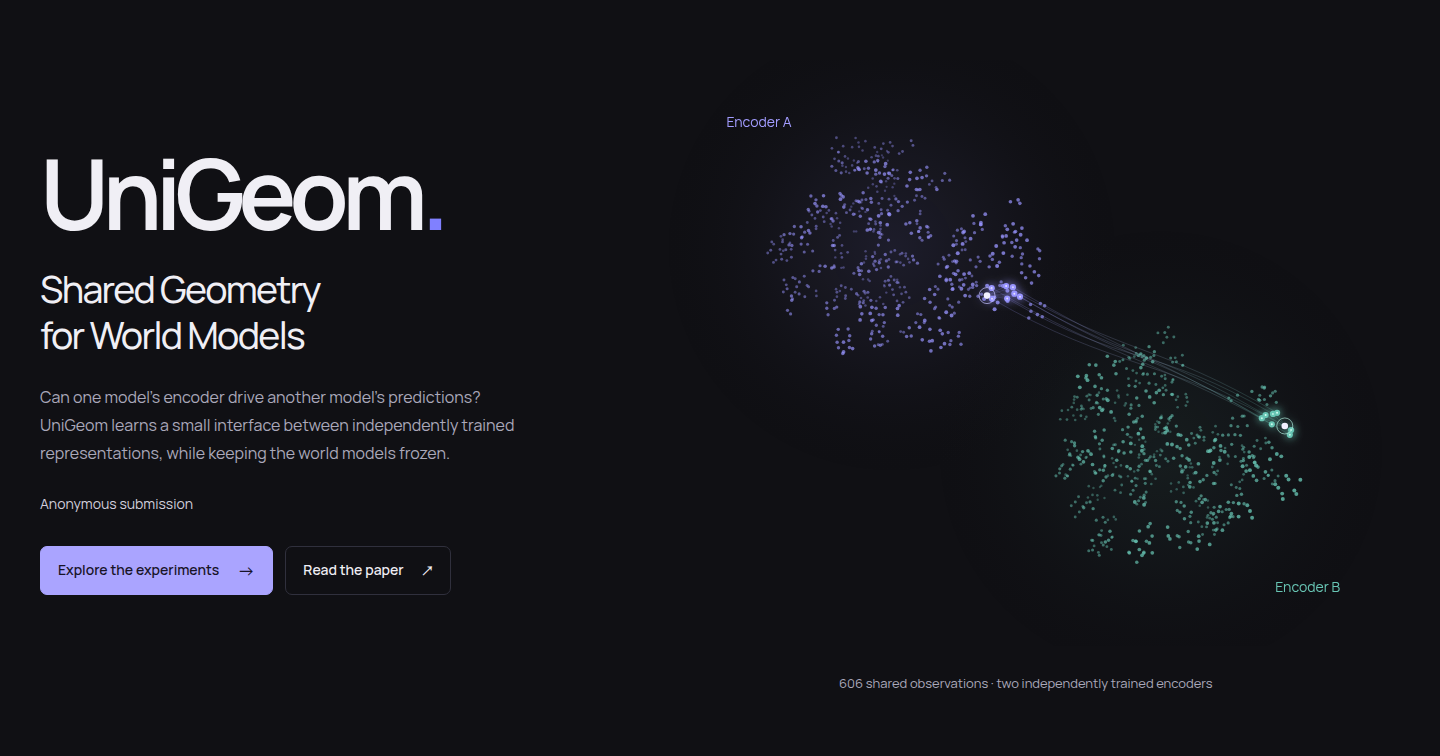 Encoder A
UniGeom.
Shared Geometry
for World Models
Can one model's encoder drive another model's predictions?
UniGeom learns a small interface between independently trained
representations, while keeping the world models frozen.
Anonymous submission
Explore the experiments →
Read the paper ↗
Encoder B
606 shared observations · two independently trained encoders